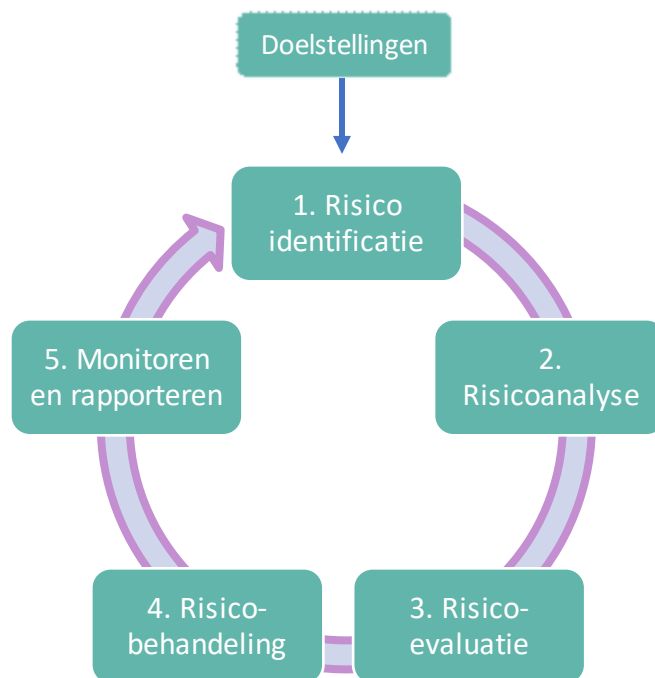 Doelstellingen
1. Risico
identificatie
2.
Risicoanalyse
3. Risico-
evaluatie
4. Risico-
behandeling
5. Monitoren
en rapporteren